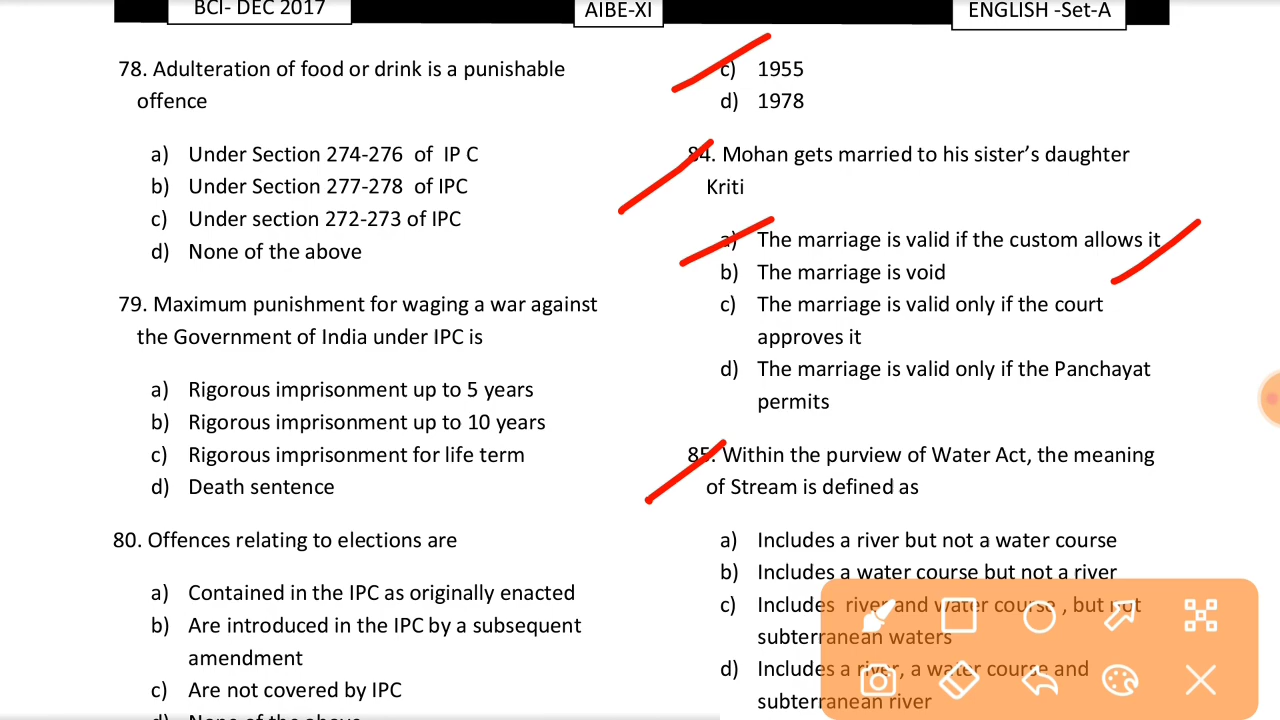 BCI- DEC 2017
AIBE-XI
ENGLISH -Set-A
78. Adulteration of food or drink is a punishable
offence
a) Under Section 274-276 of IP C
b) Under Section 277-278 of IPC
c) Under section 272-273 of IPC
d) None of the above
79. Maximum punishment for waging a war against
the Government of India under IPC is
a) Rigorous imprisonment up to 5 years
b) Rigorous imprisonment up to 10 years
c) Rigorous imprisonment for life term
d) Death sentence
80. Offences relating to elections are
a) Contained in the IPC as originally enacted
b) Are introduced in the IPC by a subsequent
amendment
c) Are not covered by IPC
d) None of the above
c) 1955
d) 1978
84. Mohan gets married to his sister’s daughter
Kriti
a) The marriage is valid if the custom allows it
b) The marriage is void
c) The marriage is valid only if the court
approves it
d) The marriage is valid only if the Panchayat
permits
85. Within the purview of Water Act, the meaning
of Stream is defined as
a) Includes a river but not a water course
b) Includes a water course but not a river
c) Includes river and water course , but not
subterranean waters
d) Includes a river, a water course and
subterranean river